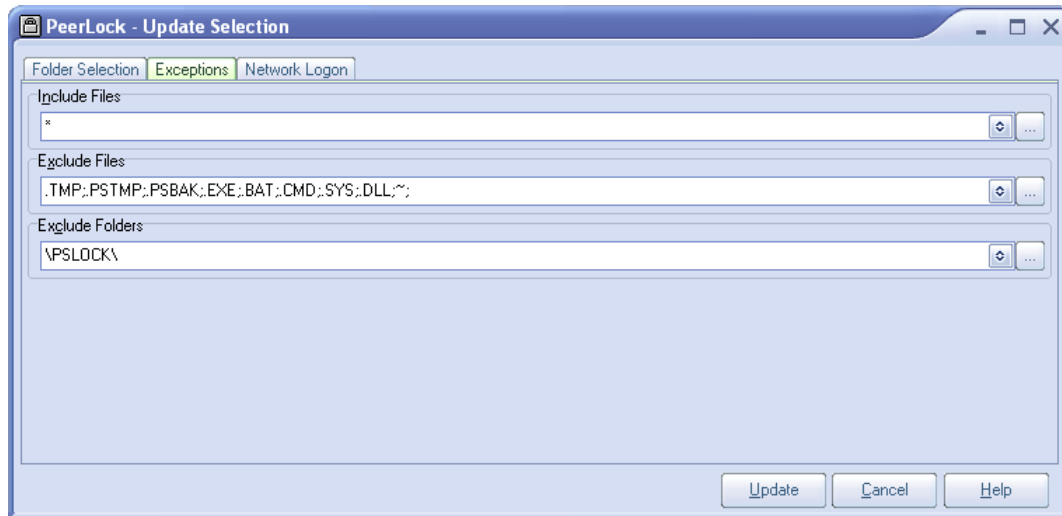 PeerLock - Update Selection
Folder Selection Exceptions Network Logon
Include Files
*
...
Exclude Files
.TMP;.PSTMP;.PSBAK;.EXE;.BAT;.CMD;.SYS;.DLL;~;
...
Exclude Folders
\PSLOCK\
...
Update Cancel Help